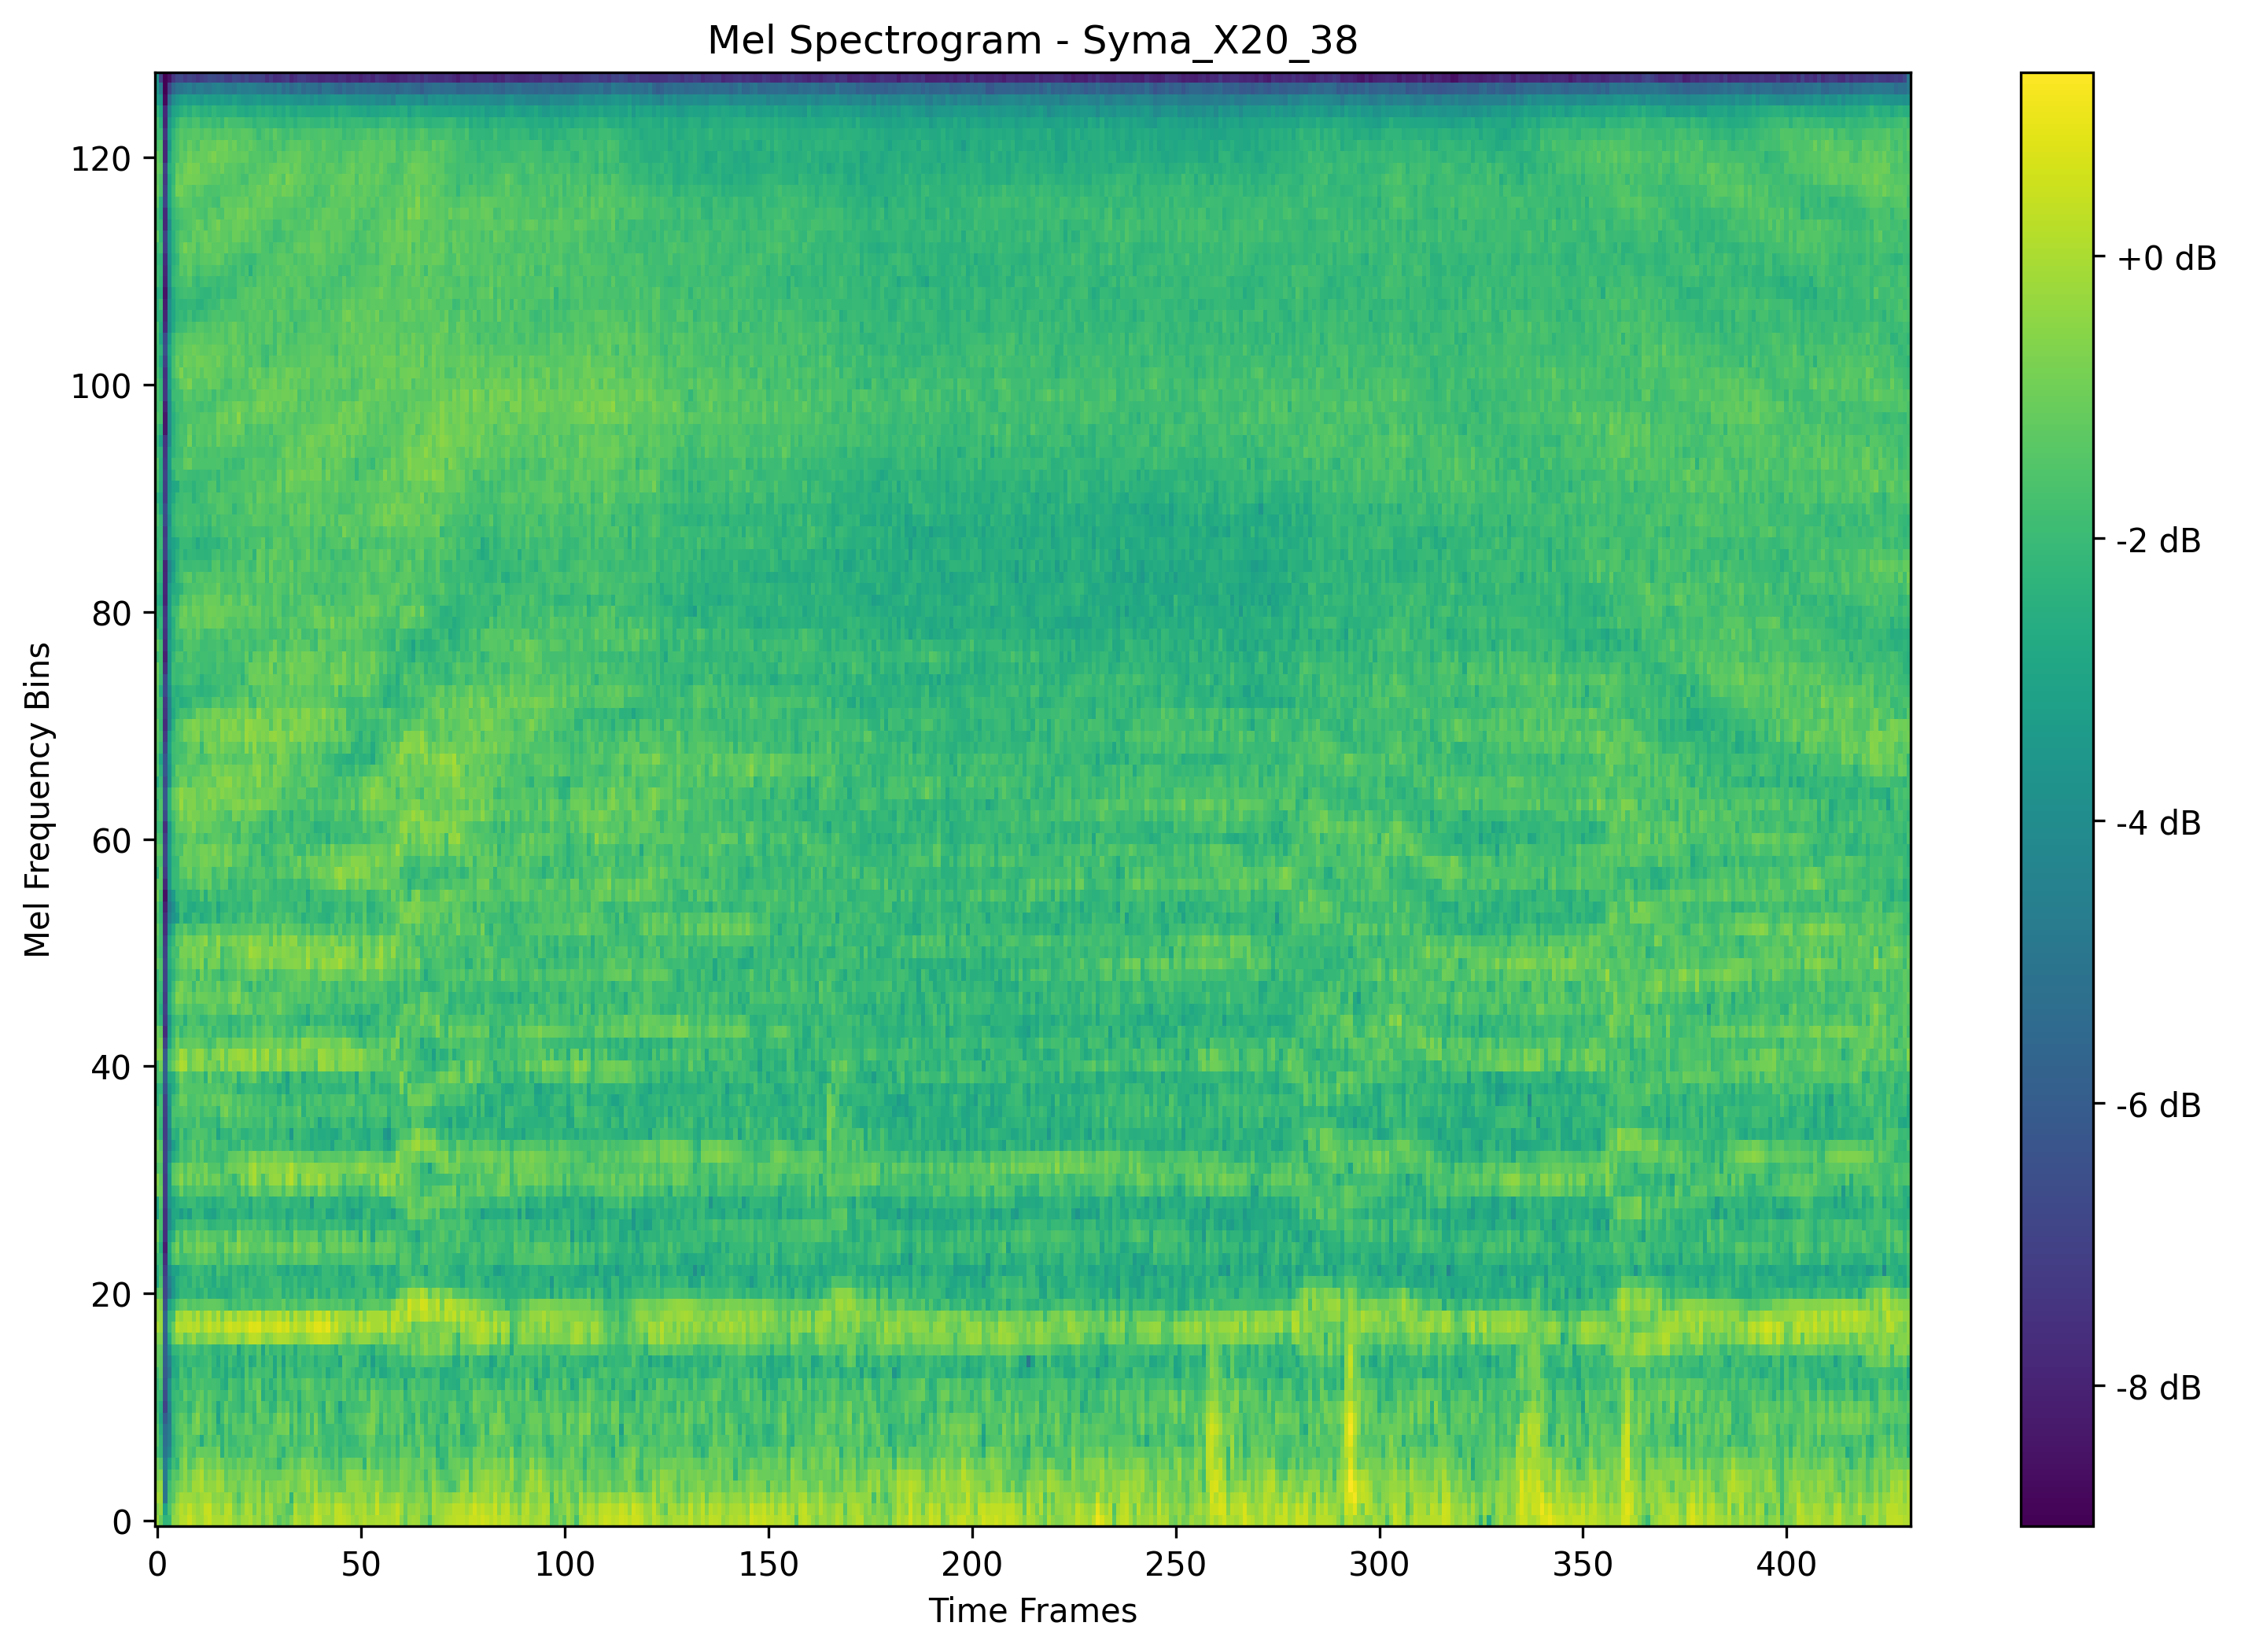 Mel Spectrogram - Syma_X20_38
Mel Frequency Bins
120
100
80
60
40
20
0
0 50 100 150 200 250 300 350 400
Time Frames
+0 dB
-2 dB
-4 dB
-6 dB
-8 dB